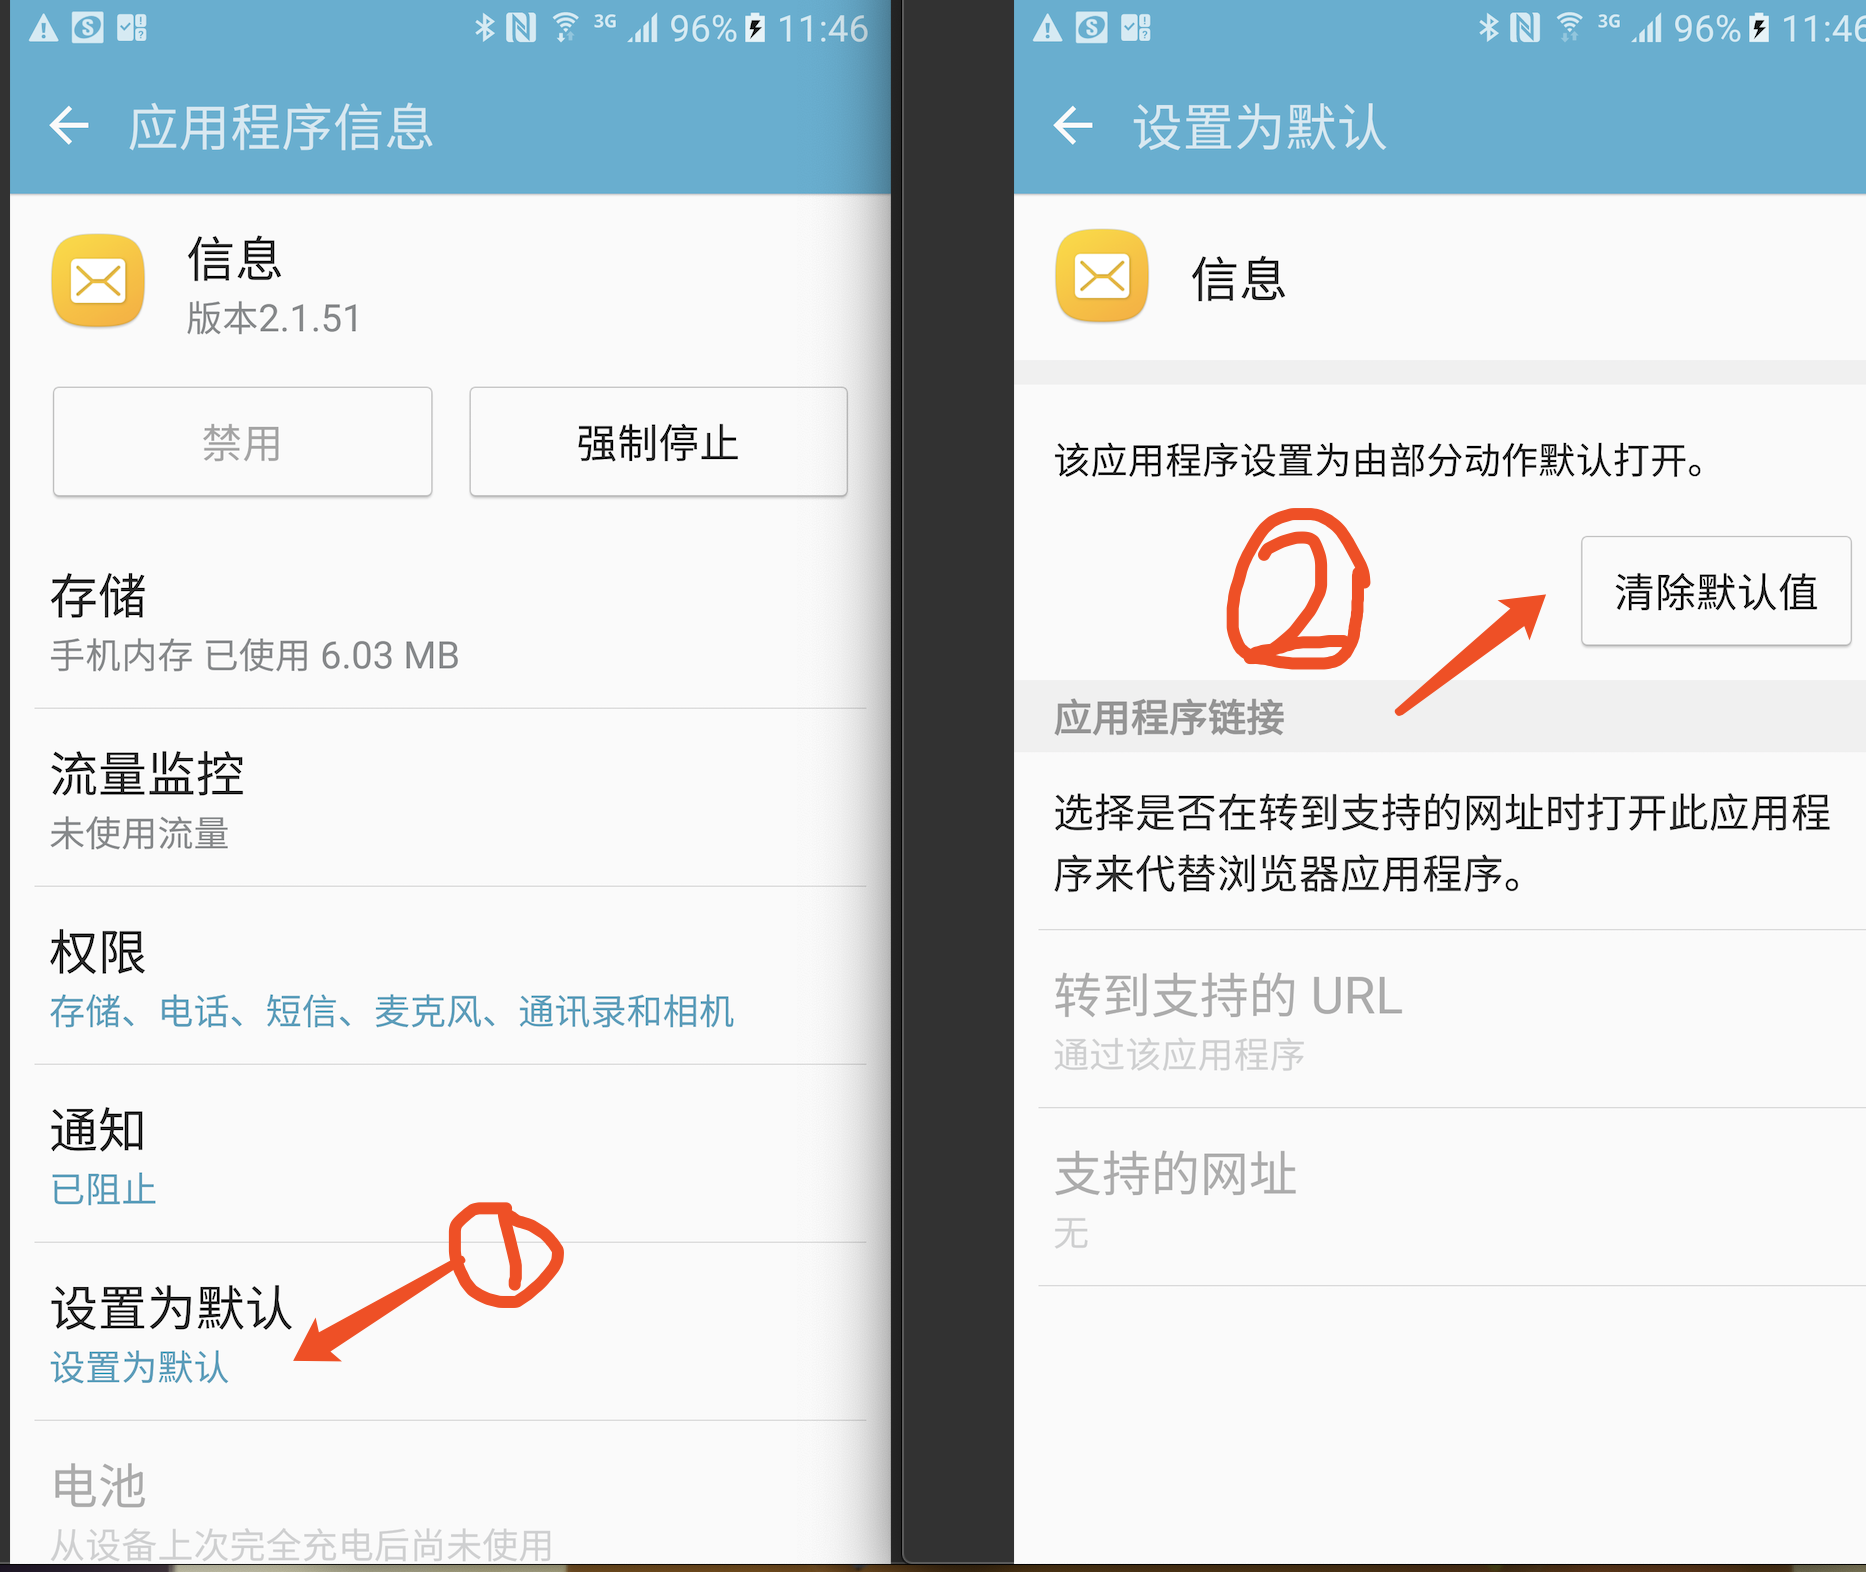 3G 96% 11:46
应用程序信息
信息
版本2.1.51
禁用 强制停止
存储
手机内存 已使用 6.03 MB
流量监控
未使用流量
权限
存储、电话、短信、麦克风、通讯录和相机
通知
已阻止
1
设置为默认
设置为默认
电池
从设备上次完全充电后尚未使用
3G 96% 11:46
设置为默认
信息
该应用程序设置为由部分动作默认打开。
2
清除默认值
应用程序链接
选择是否在转到支持的网址时打开此应用程
序来代替浏览器应用程序。
转到支持的 URL
通过该应用程序
支持的网址
无